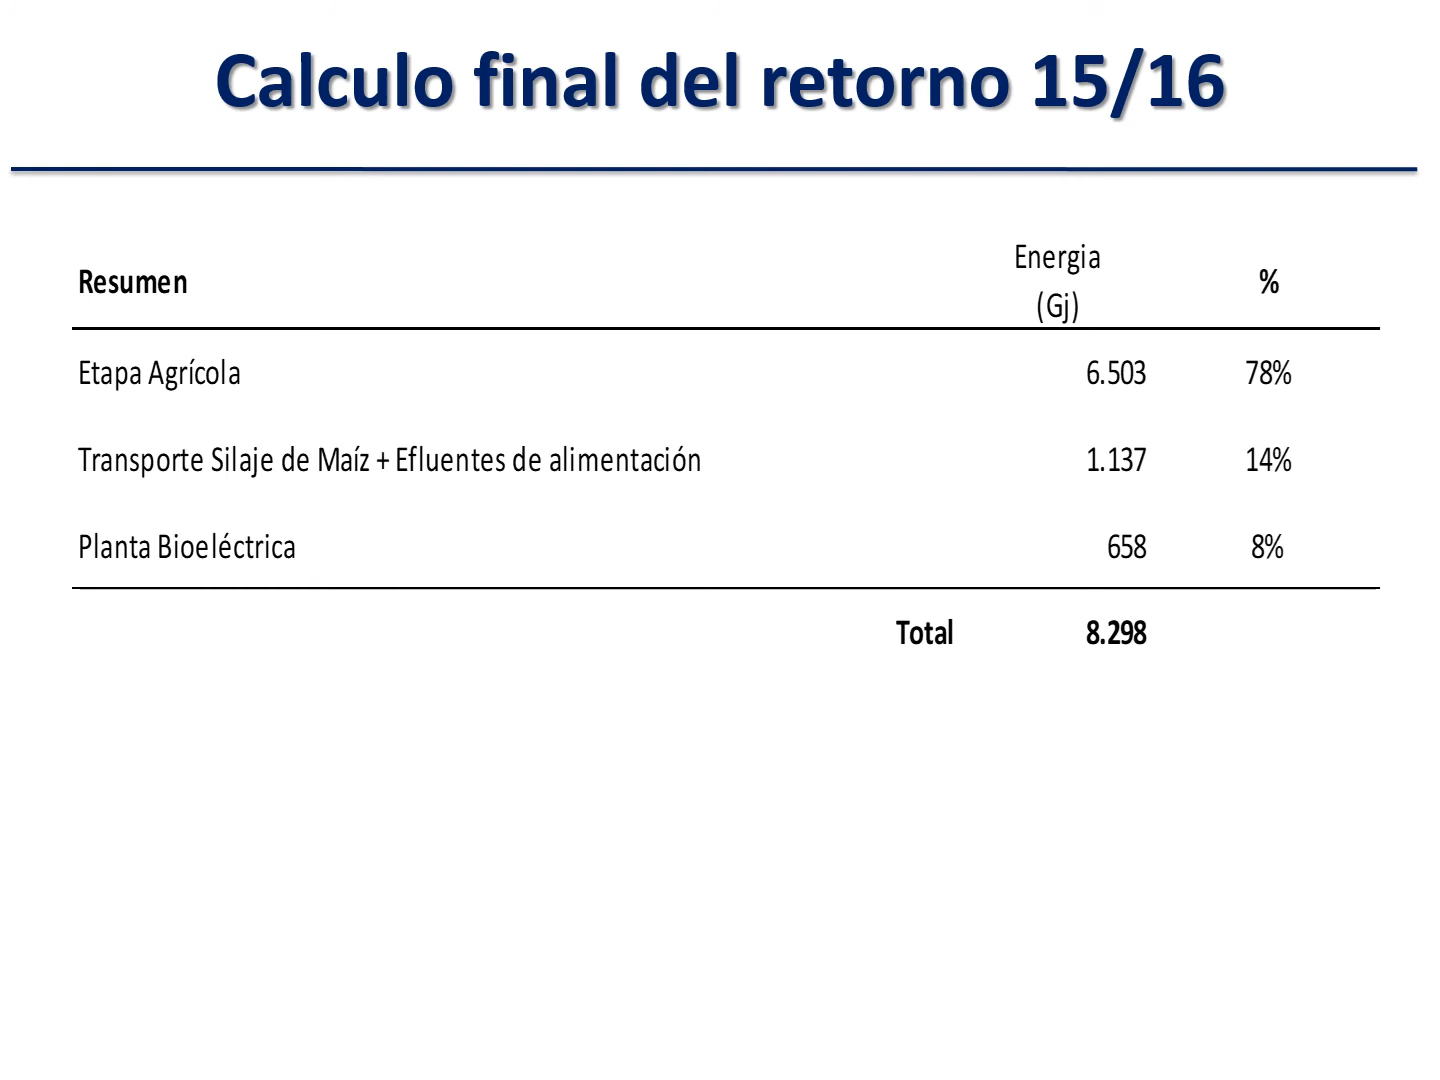 Calculo final del retorno 15/16
Resumen Energia (Gj) %
Etapa Agrícola 6.503 78%
Transporte Silaje de Maíz + Efluentes de alimentación 1.137 14%
Planta Bioeléctrica 658 8%
Total 8.298